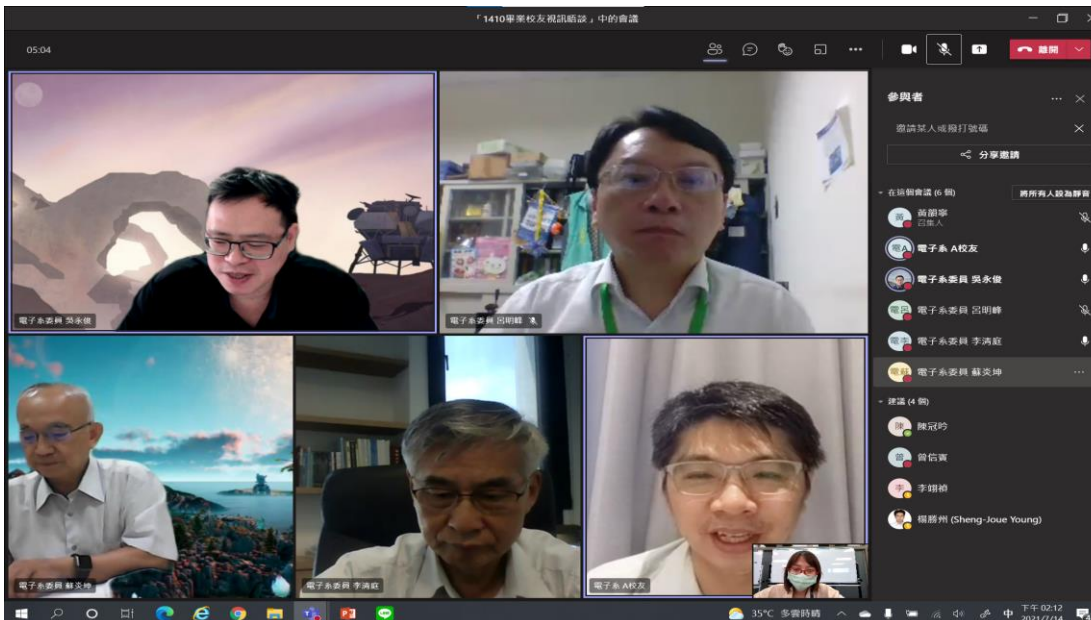 「1410畢業校友視訊晤談」中的會議
05:04
離開
電子系委員 吳永俊
電子系委員 呂明峰
電子系委員 蘇炎坤
電子系委員 李清庭
電子系 A校友
參與者
邀請某人或撥打號碼
分享邀請
在這個會議 (6 個)
將所有人設為靜音
黃韻寧
召集人
電子系 A校友
電子系委員 吳永俊
電子系委員 呂明峰
電子系委員 李清庭
電子系委員 蘇炎坤
建議 (4 個)
陳冠吟
曾信賓
李翊禎
楊勝州 (Sheng-Joue Young)
35°C 多雲時晴
中
下午 02:12
2021/7/14